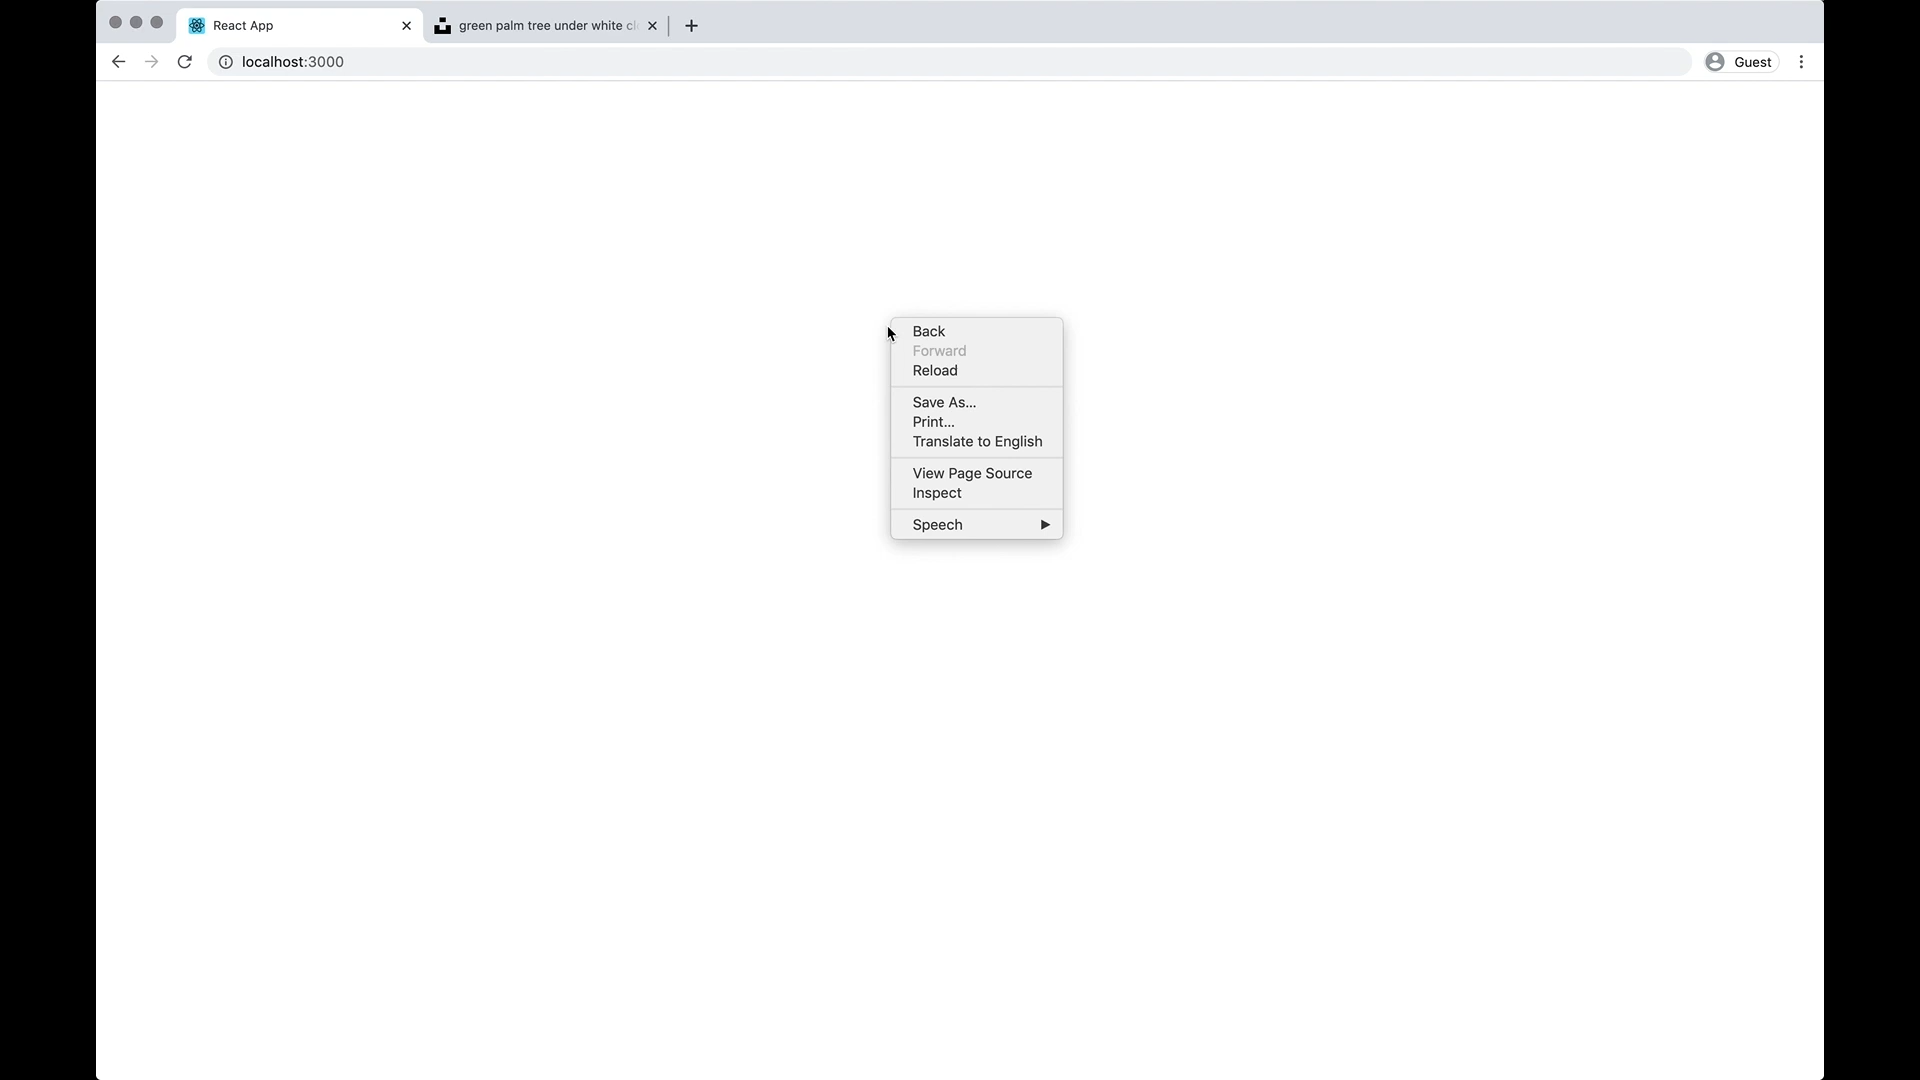 React App
green palm tree under white cl
localhost:3000
Guest
Back
Forward
Reload
Save As...
Print...
Translate to English
View Page Source
Inspect
Speech